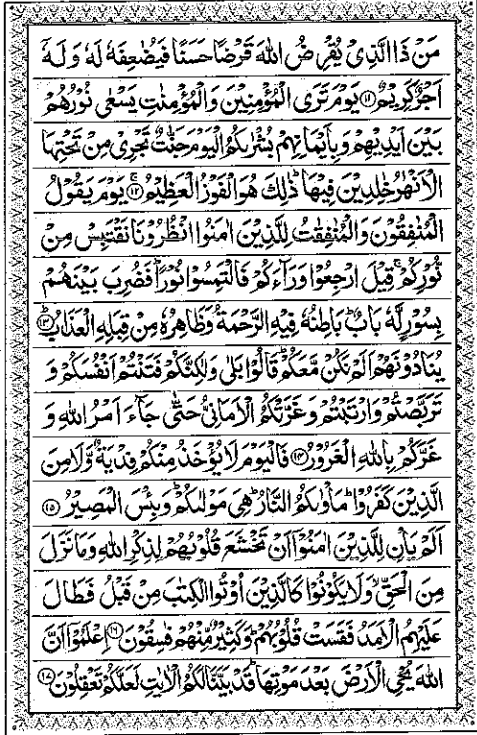 مَنْ ذَا الَّذِیْ یُقْرِضُ اللّٰهَ قَرْضًا حَسَنًا فَیُضٰعِفَهٗ لَهٗ وَ لَهٗۤ
اَجْرٌ كَرِیْمٌ ﴿۱۱﴾ یَوْمَ تَرَى الْمُؤْمِنِیْنَ وَ الْمُؤْمِنٰتِ یَسْعٰى نُوْرُهُمْ
بَیْنَ اَیْدِیْهِمْ وَ بِاَیْمَانِهِمْ بُشْرٰىكُمُ الْیَوْمَ جَنّٰتٌ تَجْرِیْ مِنْ تَحْتِهَا
الْاَنْهٰرُ خٰلِدِیْنَ فِیْهَاؕ ذٰلِكَ هُوَ الْفَوْزُ الْعَظِیْمُ ﴿۱۲﴾ یَوْمَ یَقُوْلُ
الْمُنٰفِقُوْنَ وَ الْمُنٰفِقٰتُ لِلَّذِیْنَ اٰمَنُوا انْظُرُوْنَا نَقْتَبِسْ مِنْ
نُّوْرِكُمْۚ قِیْلَ ارْجِعُوْا وَرَآءَكُمْ فَالْتَمِسُوْا نُوْرًاؕ فَضُرِبَ بَیْنَهُمْ
بِسُوْرٍ لَّهٗ بَابٌؕ بَاطِنُهٗ فِیْهِ الرَّحْمَةُ وَ ظَاهِرُهٗ مِنْ قِبَلِهِ الْعَذَابُ ﴿۱۳﴾
یُنَادُوْنَهُمْ اَلَمْ نَكُنْ مَّعَكُمْؕ قَالُوْا بَلٰى وَ لٰكِنَّكُمْ فَتَنْتُمْ اَنْفُسَكُمْ وَ
تَرَبَّصْتُمْ وَ ارْتَبْتُمْ وَ غَرَّتْكُمُ الْاَمَانِیُّ حَتّٰى جَآءَ اَمْرُ اللّٰهِ وَ
غَرَّكُمْ بِاللّٰهِ الْغَرُوْرُ ﴿۱۴﴾ فَالْیَوْمَ لَا یُؤْخَذُ مِنْكُمْ فِدْیَةٌ وَّ لَا مِنَ
الَّذِیْنَ كَفَرُوْاؕ مَاْوٰىكُمُ النَّارُؕ هِیَ مَوْلٰىكُمْؕ وَ بِئْسَ الْمَصِیْرُ ﴿۱۵﴾
اَلَمْ یَاْنِ لِلَّذِیْنَ اٰمَنُوْۤا اَنْ تَخْشَعَ قُلُوْبُهُمْ لِذِكْرِ اللّٰهِ وَ مَا نَزَلَ
مِنَ الْحَقِّۙ وَ لَا یَكُوْنُوْا كَالَّذِیْنَ اُوْتُوا الْكِتٰبَ مِنْ قَبْلُ فَطَالَ
عَلَیْهِمُ الْاَمَدُ فَقَسَتْ قُلُوْبُهُمْؕ وَ كَثِیْرٌ مِّنْهُمْ فٰسِقُوْنَ ﴿۱۶﴾ اِعْلَمُوْۤا اَنَّ
اللّٰهَ یُحْیِ الْاَرْضَ بَعْدَ مَوْتِهَاؕ قَدْ بَیَّنَّا لَكُمُ الْاٰیٰتِ لَعَلَّكُمْ تَعْقِلُوْنَ ﴿۱۷﴾